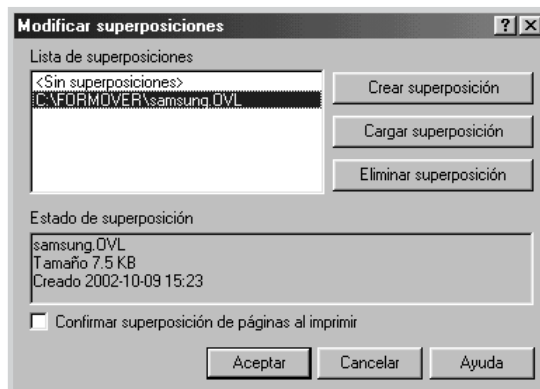 Modificar superposiciones
Lista de superposiciones
<Sin superposiciones>
C:\FORMOVER\samsung.OVL
Crear superposición
Cargar superposición
Eliminar superposición
Estado de superposición
samsung.OVL
Tamaño 7.5 KB
Creado 2002-10-09 15:23
Confirmar superposición de páginas al imprimir
Aceptar
Cancelar
Ayuda